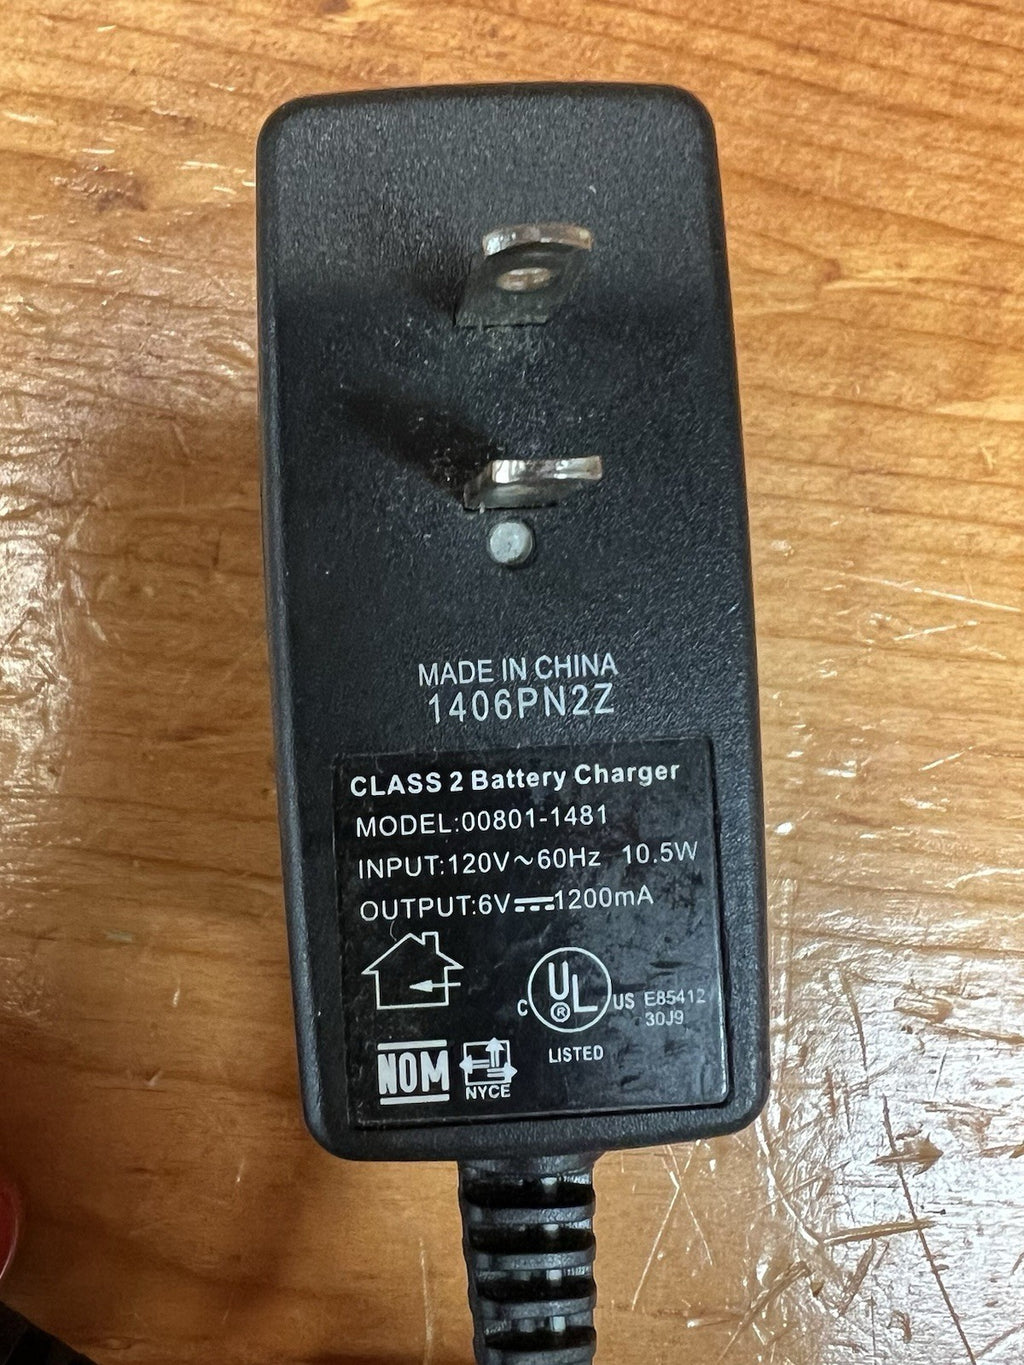 MADE IN CHINA
1406PN2Z
CLASS 2 Battery Charger
MODEL:00801-1481
INPUT:120V~60Hz 10.5W
OUTPUT:6V⎓1200mA
C UL® US E85412
30J9
LISTED
NOM
NYCE